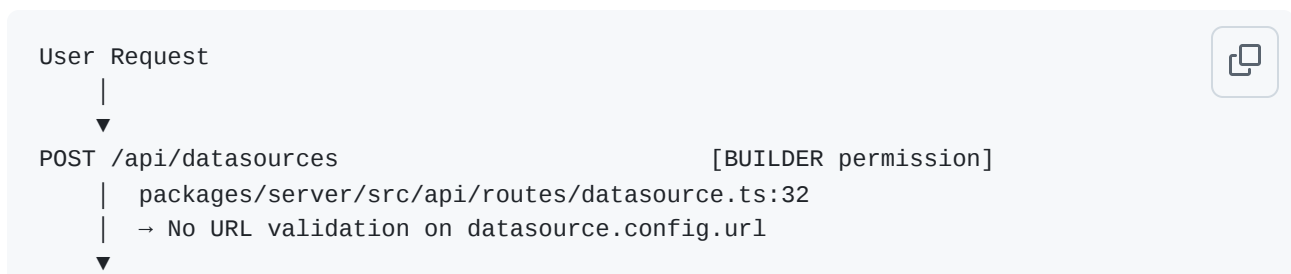 User Request
│
▼
POST /api/datasources                         [BUILDER permission]
│  packages/server/src/api/routes/datasource.ts:32
│  → No URL validation on datasource.config.url
▼